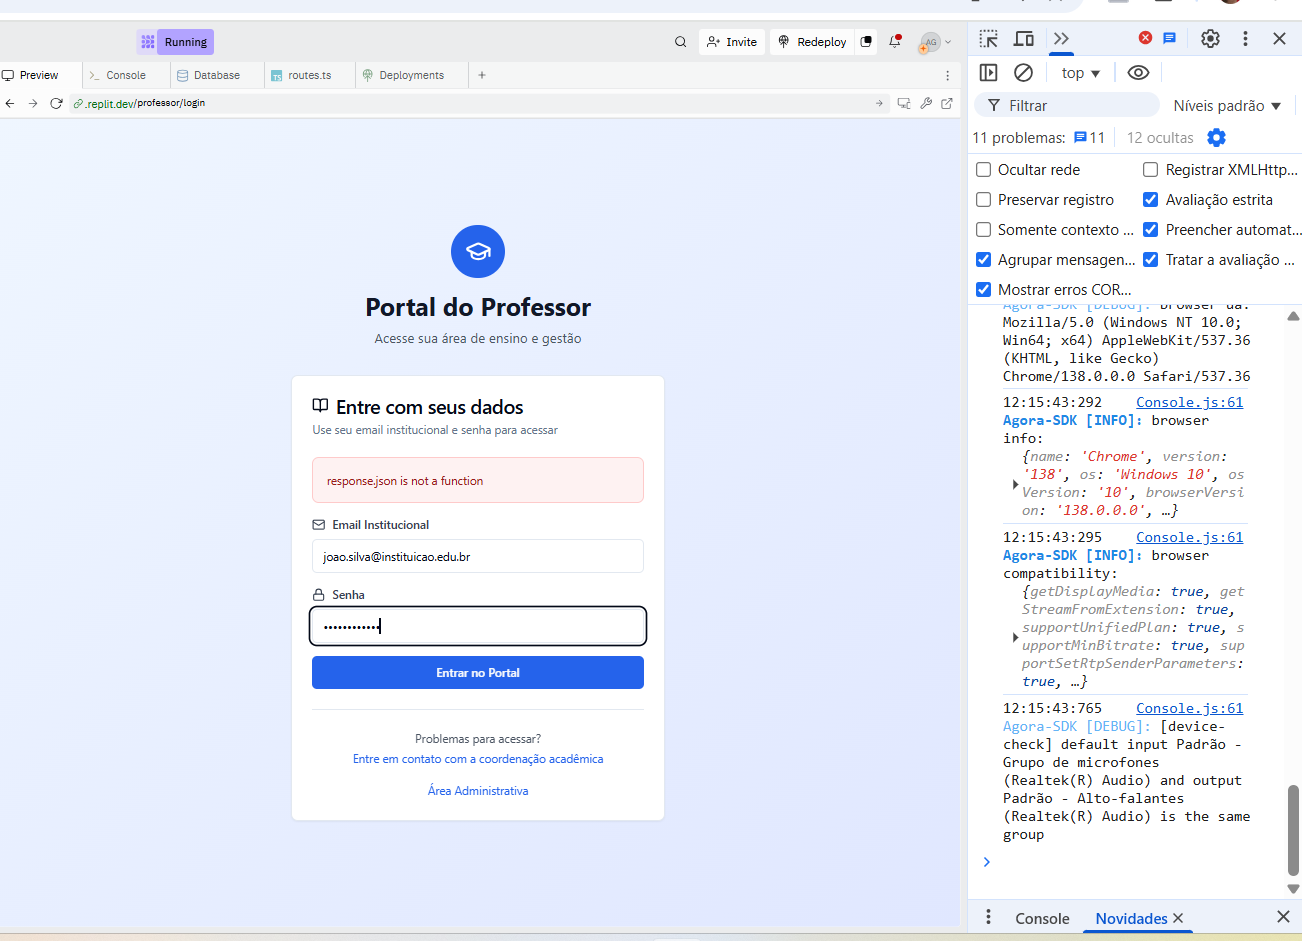 Running
Invite
Redeploy
AG
Preview
Console
Database
routes.ts
Deployments
.replit.dev/professor/login
Portal do Professor
Acesse sua área de ensino e gestão
Entre com seus dados
Use seu email institucional e senha para acessar
response.json is not a function
Email Institucional
joao.silva@instituicao.edu.br
Senha
••••••••••••
Entrar no Portal
Problemas para acessar?
Entre em contato com a coordenação acadêmica
Área Administrativa
top ▼
Filtrar
Níveis padrão ▼
11 problemas: 11
12 ocultas
Ocultar rede
Registrar XMLHttp...
Preservar registro
Avaliação estrita
Somente contexto ...
Preencher automat...
Agrupar mensagen...
Tratar a avaliação ...
Mostrar erros COR...
Agora-SDK [DEBUG]: browser ua:
Mozilla/5.0 (Windows NT 10.0;
Win64; x64) AppleWebKit/537.36
(KHTML, like Gecko)
Chrome/138.0.0.0 Safari/537.36
12:15:43:292 Console.js:61
Agora-SDK [INFO]: browser
info:
{name: 'Chrome', version:
'138', os: 'Windows 10', os
Version: '10', browserVersi
on: '138.0.0.0', …}
12:15:43:295 Console.js:61
Agora-SDK [INFO]: browser
compatibility:
{getDisplayMedia: true, get
StreamFromExtension: true,
supportUnifiedPlan: true, s
upportMinBitrate: true, sup
portSetRtpSenderParameters:
true, …}
12:15:43:765 Console.js:61
Agora-SDK [DEBUG]: [device-
check] default input Padrão -
Grupo de microfones
(Realtek(R) Audio) and output
Padrão - Alto-falantes
(Realtek(R) Audio) is the same
group
Console
Novidades